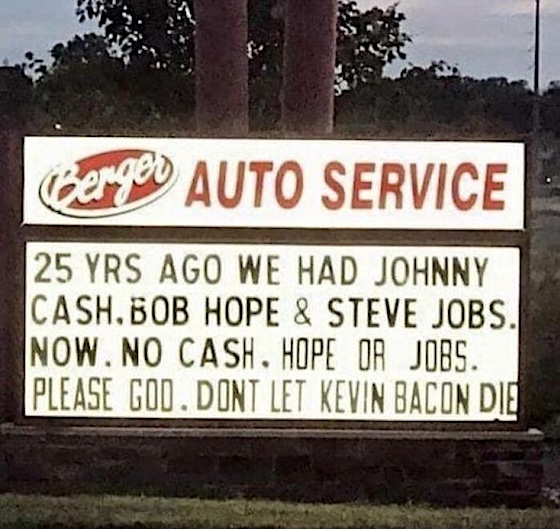 Berger AUTO SERVICE
25 YRS AGO WE HAD JOHNNY
CASH.BOB HOPE & STEVE JOBS.
NOW. NO CASH. HOPE OR JOBS.
PLEASE GOD. DONT LET KEVIN BACON DIE